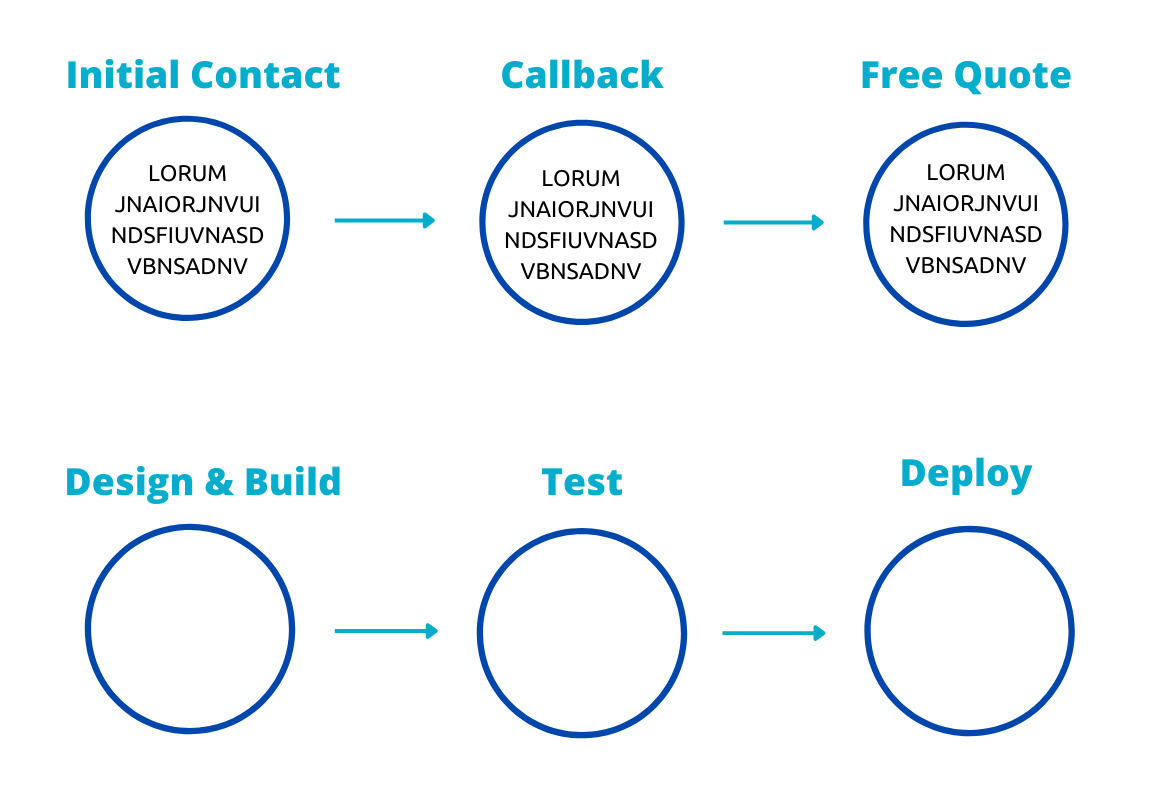 Initial Contact
Callback
Free Quote
LORUM
JNAIORJNVUI
NDSFIUVNASD
VBNSADNV
LORUM
JNAIORJNVUI
NDSFIUVNASD
VBNSADNV
LORUM
JNAIORJNVUI
NDSFIUVNASD
VBNSADNV
Design & Build
Test
Deploy